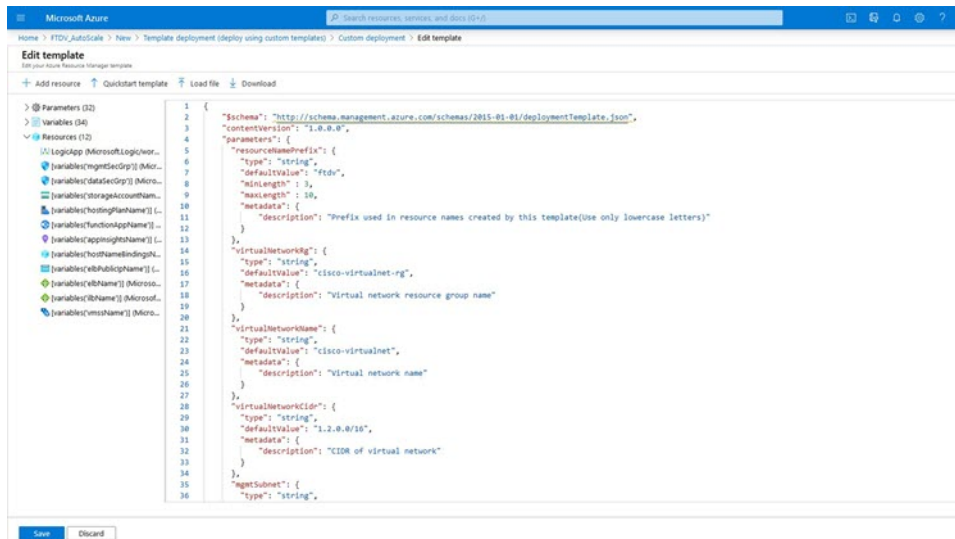 Microsoft Azure
Search resources, services, and docs (G+/)
Home > FTDV_AutoScale > New > Template deployment (deploy using custom templates) > Custom deployment > Edit template
Edit template
Edit your Azure Resource Manager template
+ Add resource ↑ Quickstart template Load file Download
Parameters (32)
Variables (34)
Resources (12)
LogicApp (Microsoft.Logic/wor...
[variables('mgmtSecGrp')] (Micr...
[variables('dataSecGrp')] (Micro...
[variables('storageAccountNam...
[variables('hostingPlanName')] (...
[variables('functionAppName')] ...
[variables('appInsightsName')] (...
[variables('hostNameBindingsN...
[variables('elbPublicIpName')] (...
[variables('elbName')] (Microso...
[variables('ilbName')] (Microsof...
[variables('vmssName')] (Micro...
1 {
2 "$schema": "http://schema.management.azure.com/schemas/2015-01-01/deploymentTemplate.json",
3 "contentVersion": "1.0.0.0",
4 "parameters": {
5 "resourceNamePrefix": {
6 "type": "string",
7 "defaultValue": "ftdv",
8 "minLength" : 3,
9 "maxLength" : 10,
10 "metadata": {
11 "description": "Prefix used in resource names created by this template(Use only lowercase letters)"
12 }
13 },
14 "virtualNetworkRg": {
15 "type": "string",
16 "defaultValue": "cisco-virtualnet-rg",
17 "metadata": {
18 "description": "Virtual network resource group name"
19 }
20 },
21 "virtualNetworkName": {
22 "type": "string",
23 "defaultValue": "cisco-virtualnet",
24 "metadata": {
25 "description": "Virtual network name"
26 }
27 },
28 "virtualNetworkCidr": {
29 "type": "string",
30 "defaultValue": "1.2.0.0/16",
31 "metadata": {
32 "description": "CIDR of virtual network"
33 }
34 },
35 "mgmtSubnet": {
36 "type": "string",
Save Discard